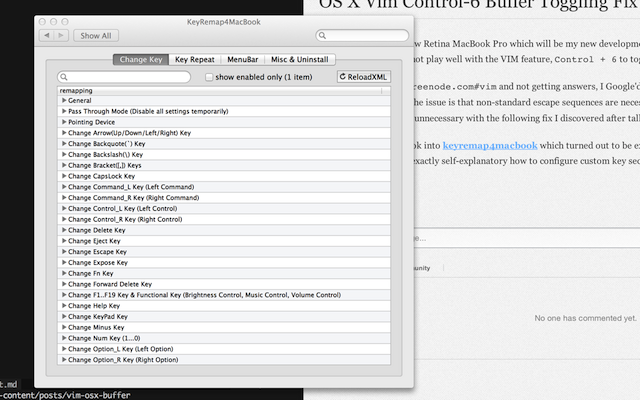 OS X Vim Control-6 Buffer Toggling Fix
KeyRemap4MacBook
Show All
Change Key Key Repeat MenuBar Misc & Uninstall
show enabled only (1 item)
ReloadXML
remapping
General
Pass Through Mode (Disable all settings temporarily)
Pointing Device
Change Arrow(Up/Down/Left/Right) Key
Change Backquote(`) Key
Change Backslash(\) Key
Change Bracket([,]) Keys
Change CapsLock Key
Change Command_L Key (Left Command)
Change Command_R Key (Right Command)
Change Control_L Key (Left Control)
Change Control_R Key (Right Control)
Change Delete Key
Change Eject Key
Change Escape Key
Change Expose Key
Change Fn Key
Change Forward Delete Key
Change F1..F19 Key & Functional Key (Brightness Control, Music Control, Volume Control)
Change Help Key
Change KeyPad Key
Change Minus Key
Change Num Key (1...0)
Change Option_L Key (Left Option)
Change Option_R Key (Right Option)
w Retina MacBook Pro which will be my new developm
not play well with the VIM feature, Control + 6 to tog
reenode.com#vim and not getting answers, I Google'd
the issue is that non-standard escape sequences are neces
unnecessary with the following fix I discovered after talk
ok into keyremap4macbook which turned out to be ex
exactly self-explanatory how to configure custom key sec
e...
unity
No one has commented yet.
t.md
-content/posts/vim-osx-buffer